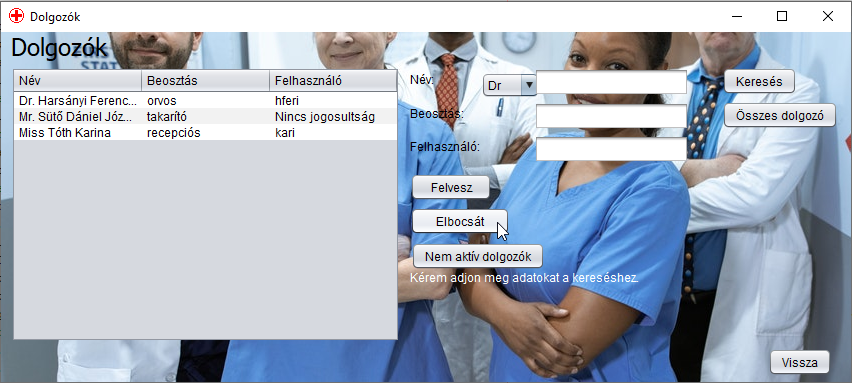 Dolgozók
Dolgozók
Név Beosztás Felhasználó
Dr. Harsányi Ferenc... orvos hferi
Mr. Sütő Dániel Józ... takarító Nincs jogosultság
Miss Tóth Karina recepciós kari
Név: Dr Keresés
Beosztás: Összes dolgozó
Felhasználó:
Felvesz
Elbocsát
Nem aktív dolgozók
Kérem adjon meg adatokat a kereséshez.
Vissza